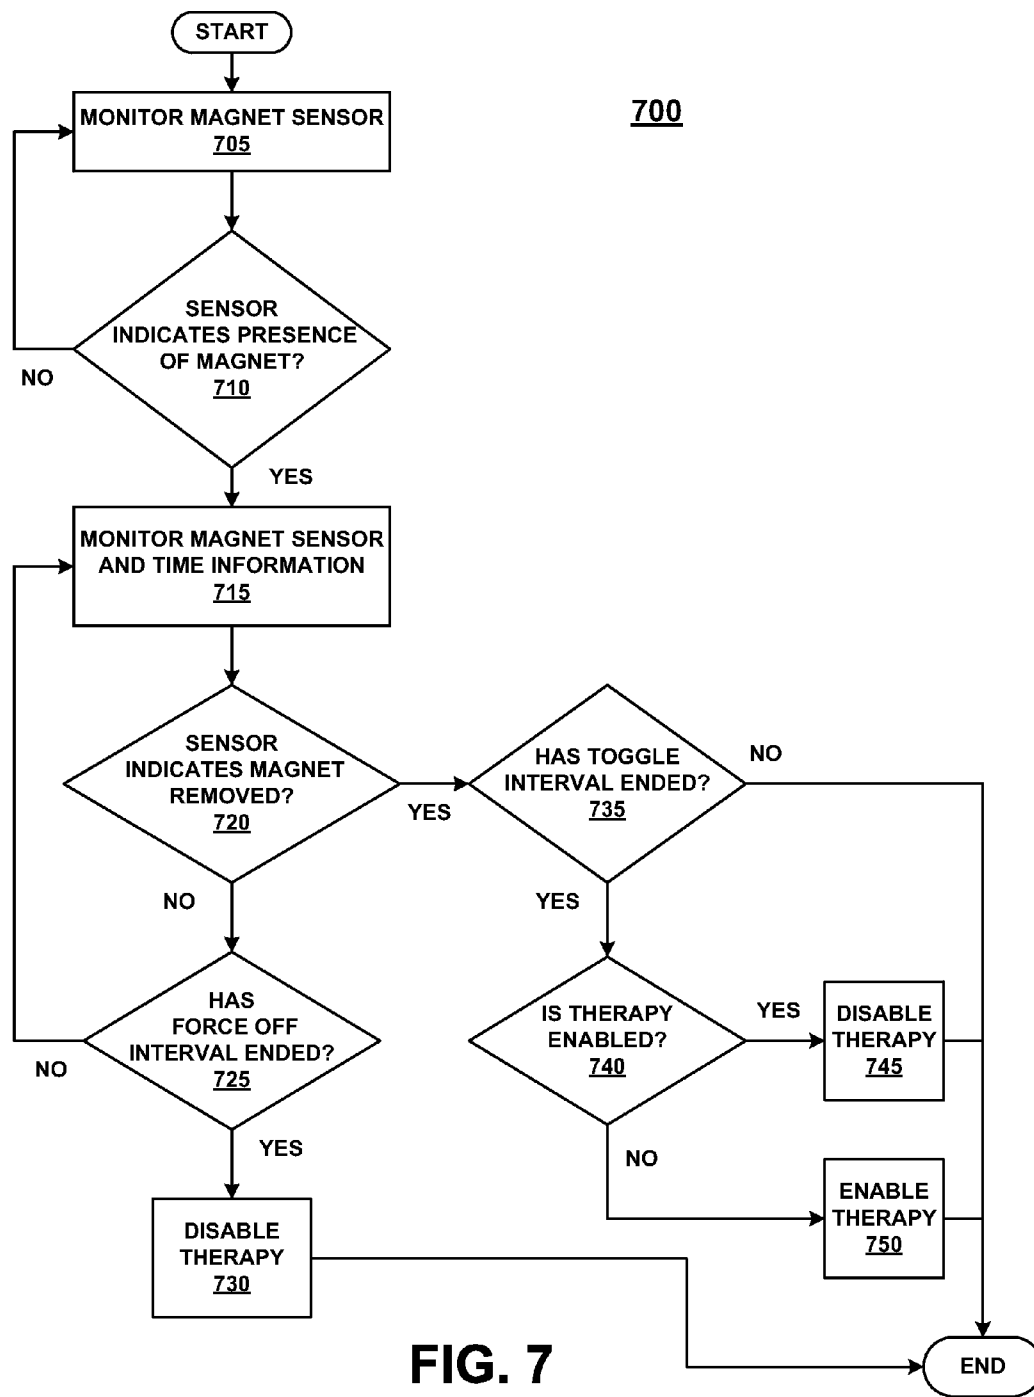 START
700
MONITOR MAGNET SENSOR
705
SENSOR
INDICATES PRESENCE
OF MAGNET?
710
NO
YES
MONITOR MAGNET SENSOR
AND TIME INFORMATION
715
SENSOR
INDICATES MAGNET
REMOVED?
720
YES
NO
HAS TOGGLE
INTERVAL ENDED?
735
NO
YES
HAS
FORCE OFF
INTERVAL ENDED?
725
NO
YES
IS THERAPY
ENABLED?
740
YES
NO
DISABLE
THERAPY
745
ENABLE
THERAPY
750
DISABLE
THERAPY
730
END
FIG. 7